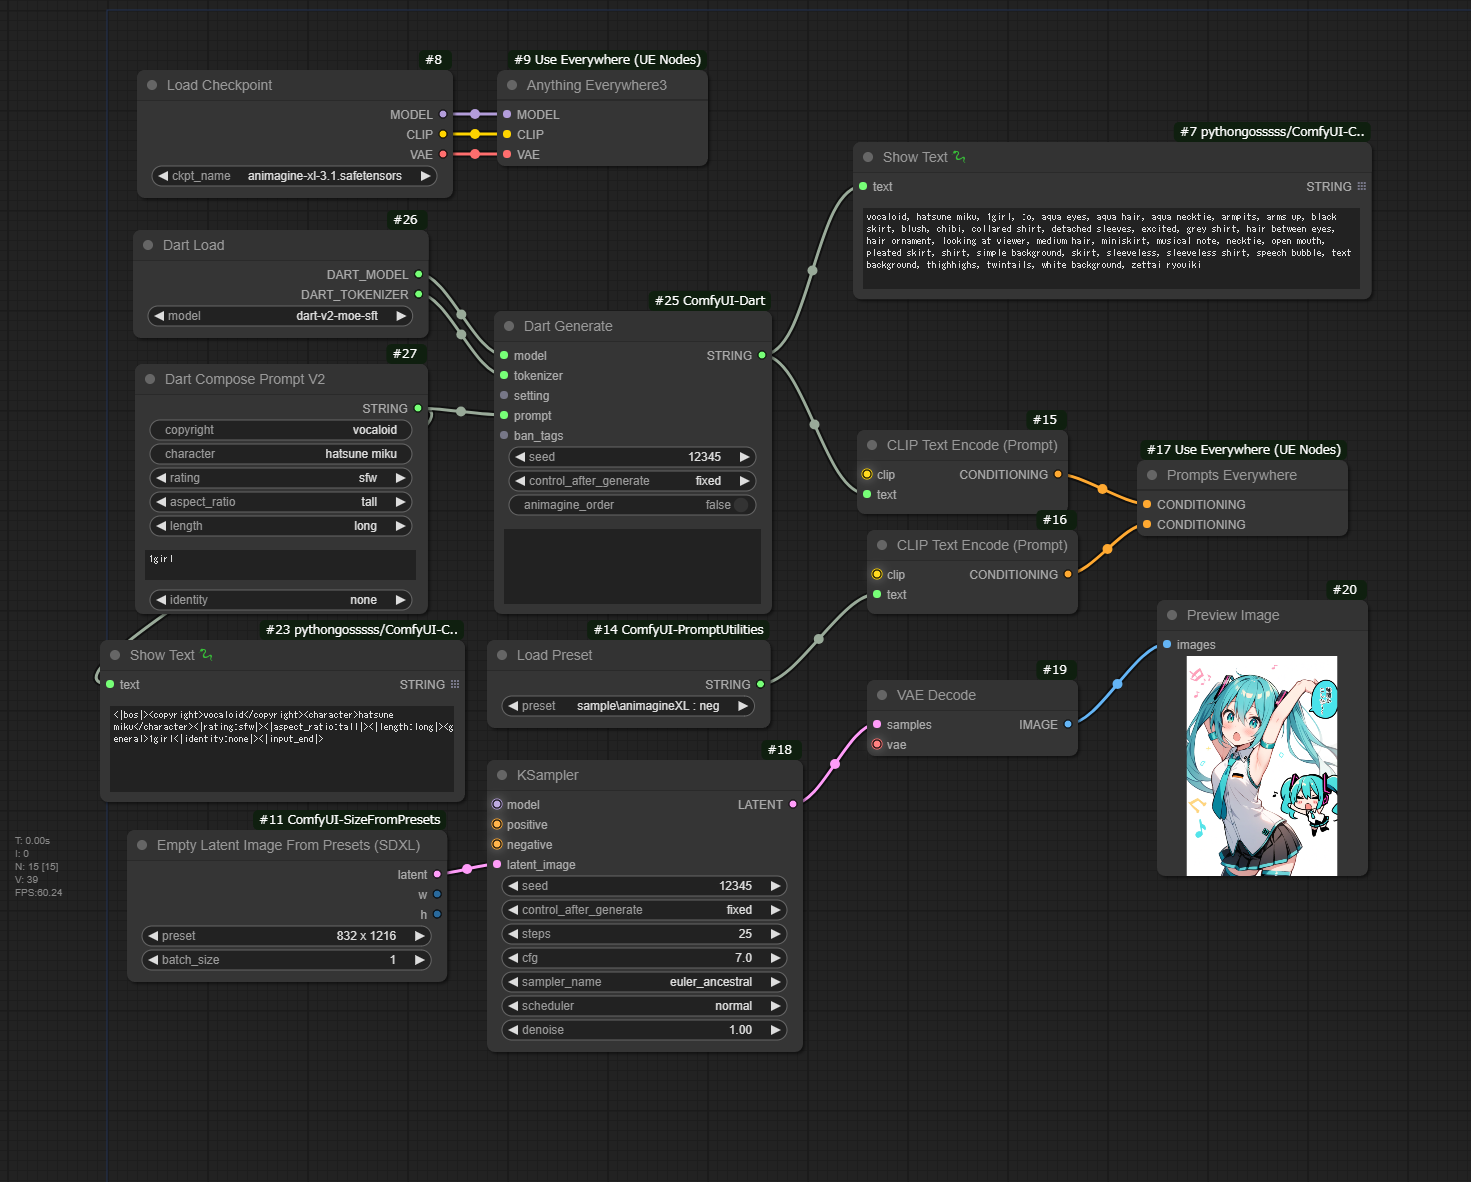 #8
Load Checkpoint
MODEL
CLIP
VAE
ckpt_name animagine-xl-3.1.safetensors
#9 Use Everywhere (UE Nodes)
Anything Everywhere3
MODEL
CLIP
VAE
#7 pythongosssss/ComfyUI-C..
Show Text
text STRING
vocaloid, hatsune miku, 1girl, :o, aqua eyes, aqua hair, aqua necktie, armpits, arms up, black
skirt, blush, chibi, collared shirt, detached sleeves, excited, grey shirt, hair between eyes,
hair ornament, looking at viewer, medium hair, miniskirt, musical note, necktie, open mouth,
pleated skirt, shirt, simple background, skirt, sleeveless, sleeveless shirt, speech bubble, text
background, thighhighs, twintails, white background, zettai ryouiki
#26
Dart Load
DART_MODEL
DART_TOKENIZER
model dart-v2-moe-sft
#25 ComfyUI-Dart
Dart Generate
model STRING
tokenizer
setting
prompt
ban_tags
seed 12345
control_after_generate fixed
animagine_order false
#27
Dart Compose Prompt V2
STRING
copyright vocaloid
character hatsune miku
rating sfw
aspect_ratio tall
length long
1girl
identity none
#15
CLIP Text Encode (Prompt)
clip CONDITIONING
text
#17 Use Everywhere (UE Nodes)
Prompts Everywhere
CONDITIONING
CONDITIONING
#16
CLIP Text Encode (Prompt)
clip CONDITIONING
text
#20
Preview Image
images
#23 pythongosssss/ComfyUI-C..
Show Text
text STRING
<|bos|><copyright>vocaloid</copyright><character>hatsune
miku</character><|rating:sfw|><|aspect_ratio:tall|><|length:long|><g
eneral>1girl<|identity:none|><|input_end|>
#14 ComfyUI-PromptUtilities
Load Preset
STRING
preset sample\animagineXL : neg
#19
VAE Decode
samples IMAGE
vae
#18
KSampler
model LATENT
positive
negative
latent_image
seed 12345
control_after_generate fixed
steps 25
cfg 7.0
sampler_name euler_ancestral
scheduler normal
denoise 1.00
#11 ComfyUI-SizeFromPresets
Empty Latent Image From Presets (SDXL)
latent
w
h
preset 832 x 1216
batch_size 1
T: 0.00s
I: 0
N: 15 [15]
V: 39
FPS:60.24